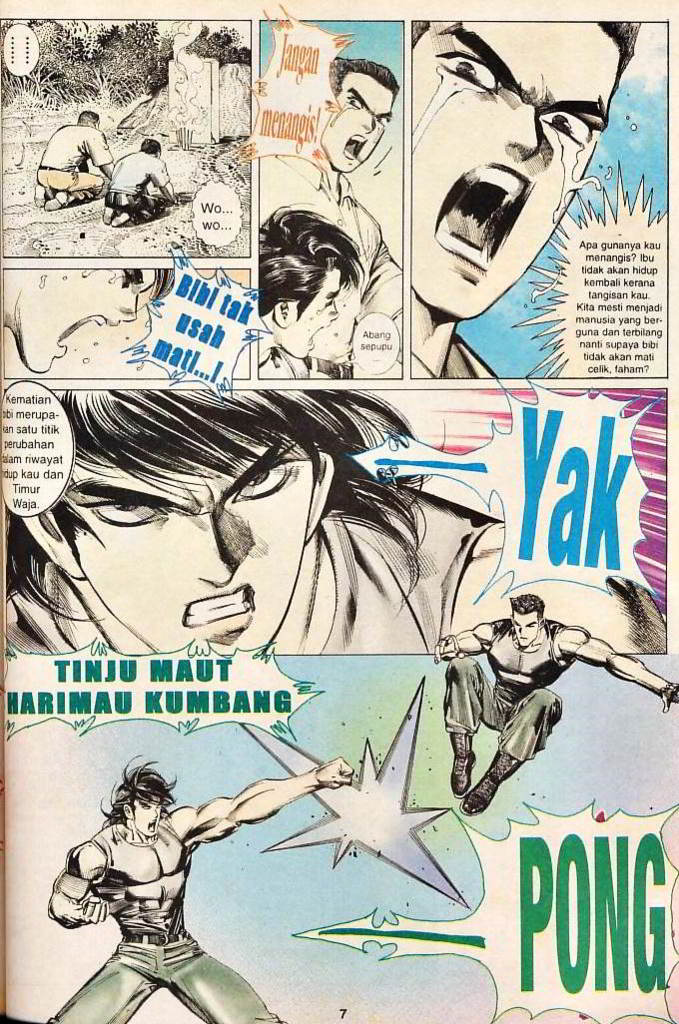 Jangan
menangis!
Wo...
wo...
Abang
sepupu
Apa gunanya kau
menangis? Ibu
tidak akan hidup
kembali kerana
tangisan kau.
Kita mesti menjadi
manusia yang ber-
guna dan terbilang
nanti supaya bibi
tidak akan mati
celik, faham?
Bibi tak
usah
mati...!
Kematian
bibi merupa-
kan satu titik
perubahan
dalam riwayat
hidup kau dan
Timur
Waja.
Yak
TINJU MAUT
HARIMAU KUMBANG
PONG
7